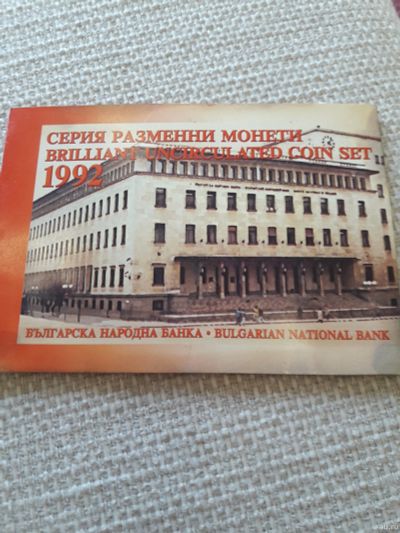 СЕРИЯ РАЗМЕННИ МОНЕТИ
BRILLIANT UNCIRCULATED COIN SET
1992
БЪЛГАРСКА НАРОДНА БАНКА • BULGARIAN NATIONAL BANK